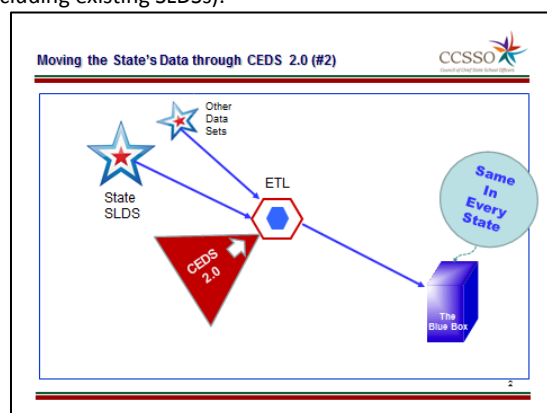 cluding existing SLDSs):
Moving the State's Data through CEDS 2.0 (#2)
CCSSO
Council of Chief State School Officers
Other
Data
Sets
State
SLDS
ETL
CEDS
2.0
Same
In
Every
State
The
Blue Box
2